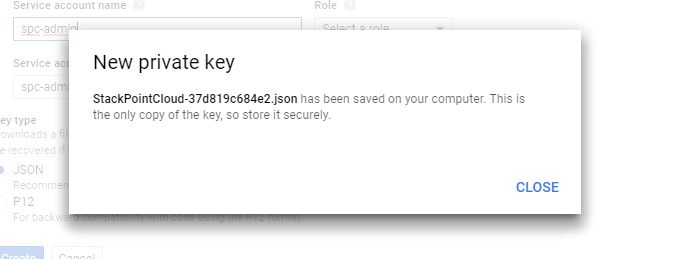 Service account name
Role
spc-admin
Select a role
New private key
Service acco
StackPointCloud-37d819c684e2.json has been saved on your computer. This is
the only copy of the key, so store it securely.
spc-adm
ey type
ownloads a fi
e recovered if
JSON
Recommen
CLOSE
P12
For backward compatibility with code using the P12 format
Create
Cancel